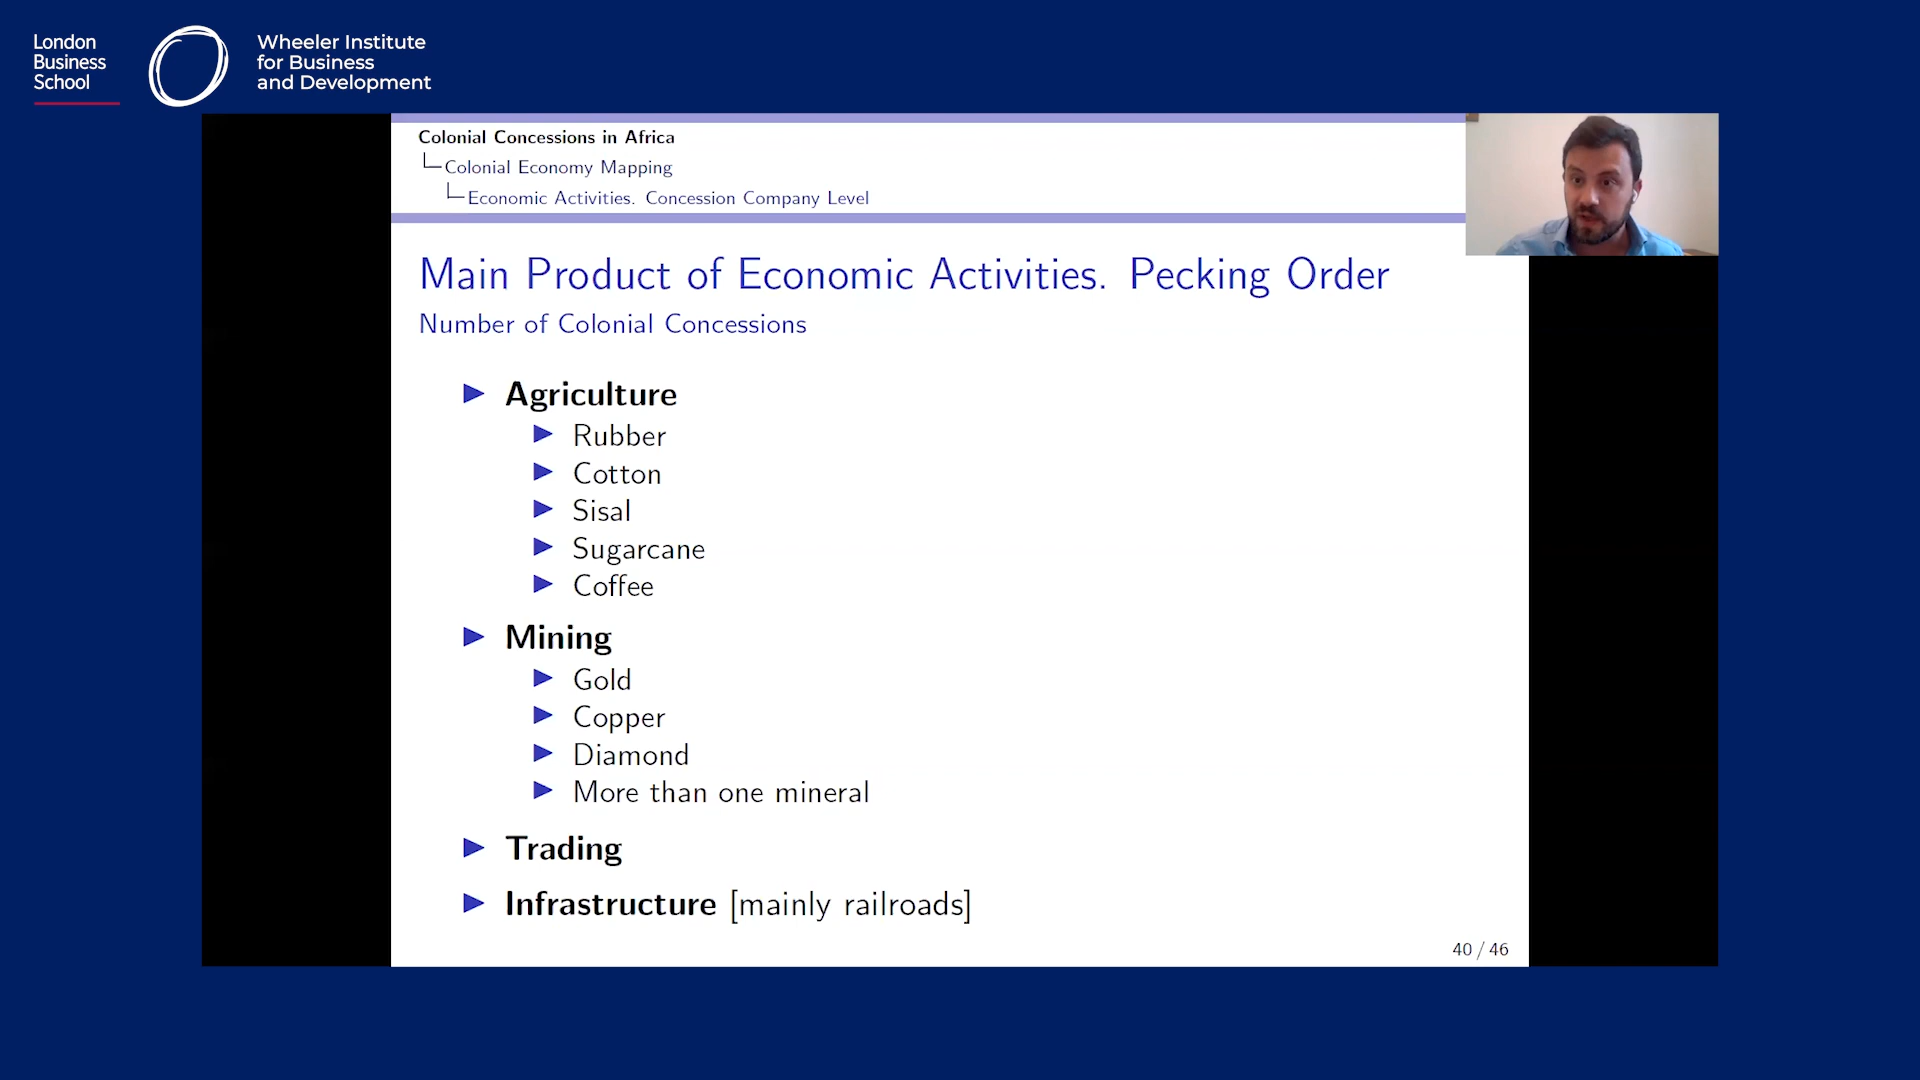 London
Business
School
Wheeler Institute
for Business
and Development
Colonial Concessions in Africa
Colonial Economy Mapping
Economic Activities. Concession Company Level
Main Product of Economic Activities. Pecking Order
Number of Colonial Concessions
Agriculture
Rubber
Cotton
Sisal
Sugarcane
Coffee
Mining
Gold
Copper
Diamond
More than one mineral
Trading
Infrastructure [mainly railroads]
40 / 46